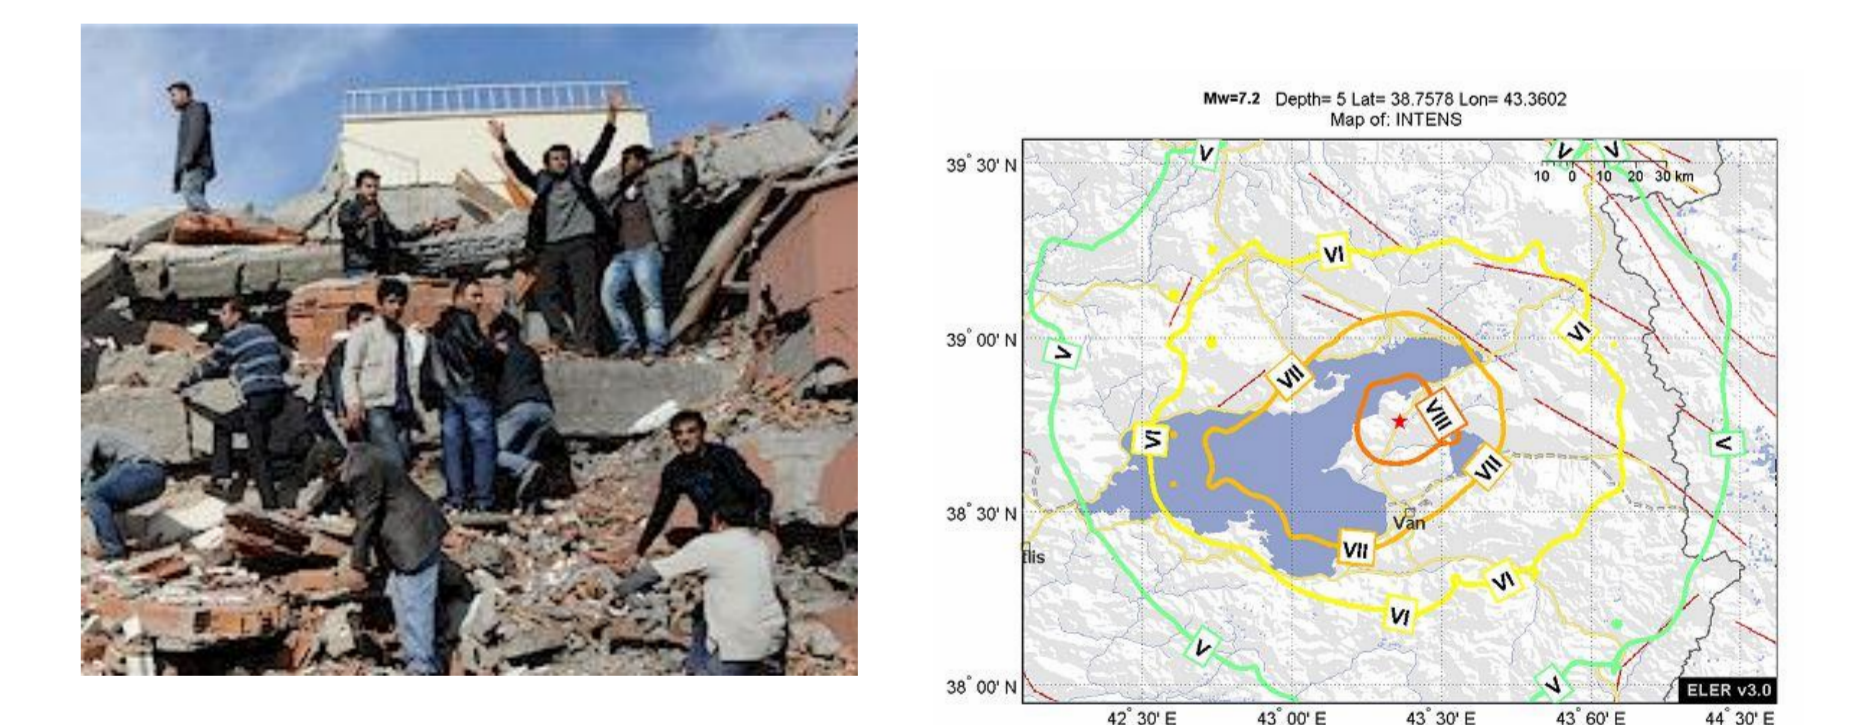 Mw=7.2 Depth= 5 Lat= 38.7578 Lon= 43.3602
Map of: INTENS
39° 30' N
39° 00' N
38° 30' N
38° 00' N
V
V
V
10 0 10 20 30 km
VI
VI
V
VII
VIII
VI
V
VII
Van
tlis
VII
VI
VI
V
V
ELER v3.0
42° 30' E
43° 00' E
43° 30' E
43° 60' E
44° 30' E